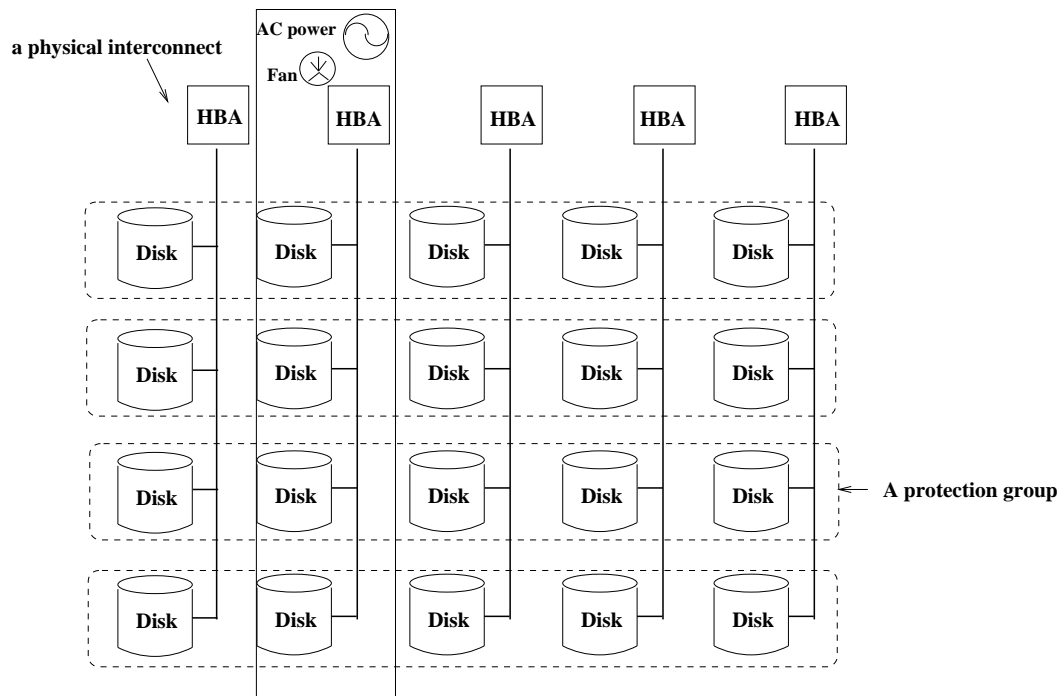 AC power
a physical interconnect
Fan
HBA HBA HBA HBA HBA
Disk Disk Disk Disk Disk
Disk Disk Disk Disk Disk
Disk Disk Disk Disk Disk
A protection group
Disk Disk Disk Disk Disk